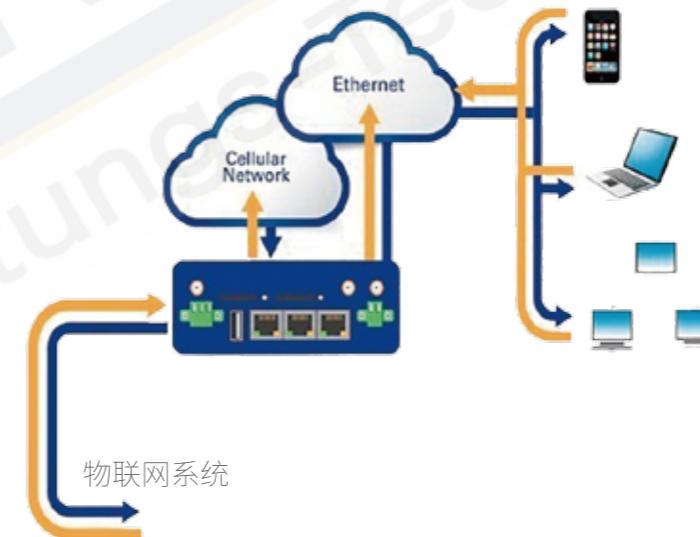 Ethernet
Cellular
Network
物联网系统